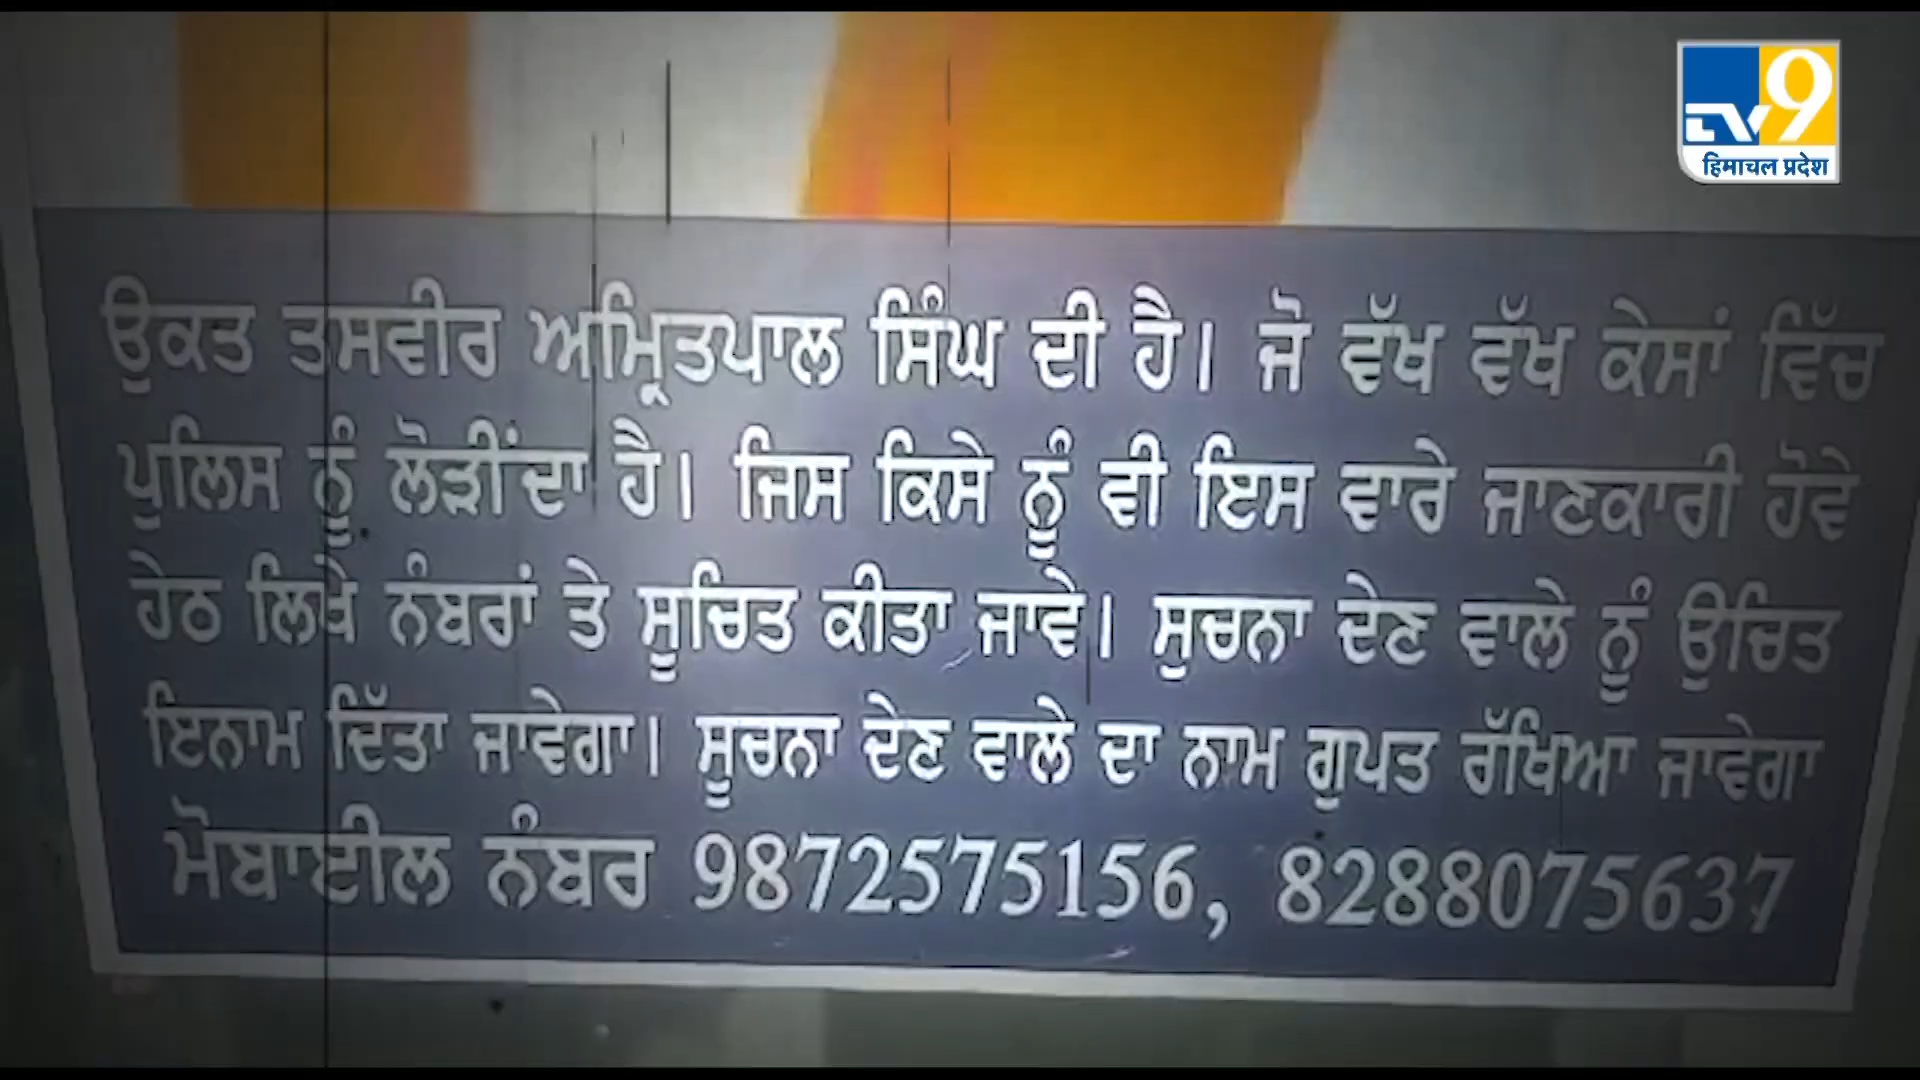 TV9
हिमाचल प्रदेश
ਉਕਤ ਤਸਵੀਰ ਅਮ੍ਰਿਤਪਾਲ ਸਿੰਘ ਦੀ ਹੈ। ਜੋ ਵੱਖ ਵੱਖ ਕੇਸਾਂ ਵਿੱਚ
ਪੁਲਿਸ ਨੂੰ ਲੋੜੀਂਦਾ ਹੈ। ਜਿਸ ਕਿਸੇ ਨੂੰ ਵੀ ਇਸ ਵਾਰੇ ਜਾਣਕਾਰੀ ਹੋਵੇ
ਹੇਠ ਲਿਖੇ ਨੰਬਰਾਂ ਤੇ ਸੂਚਿਤ ਕੀਤਾ ਜਾਵੇ। ਸੁਚਨਾ ਦੇਣ ਵਾਲੇ ਨੂੰ ਉਚਿਤ
ਇਨਾਮ ਦਿੱਤਾ ਜਾਵੇਗਾ। ਸੂਚਨਾ ਦੇਣ ਵਾਲੇ ਦਾ ਨਾਮ ਗੁਪਤ ਰੱਖਿਆ ਜਾਵੇਗਾ
ਮੋਬਾਈਲ ਨੰਬਰ 9872575156, 8288075637